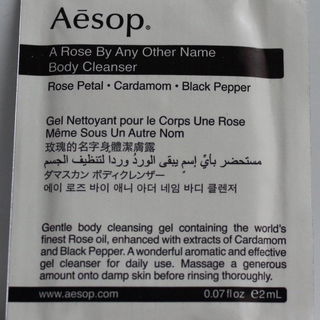 Aēsop.
A Rose By Any Other Name
Body Cleanser
Rose Petal • Cardamom • Black Pepper
Gel Nettoyant pour le Corps Une Rose
Même Sous Un Autre Nom
玫瑰的名字身體潔膚露
مستحضر بأيّ إسمٍ يبقى الوردُ وردا لتنظيف الجسم
ダマスカン ボディクレンザー
에이 로즈 바이 애니 아더 네임 바디 클렌저
Gentle body cleansing gel containing the world's
finest Rose oil, enhanced with extracts of Cardamom
and Black Pepper. A wonderful aromatic and effective
gel cleanser for daily use. Massage a generous
amount onto damp skin before rinsing thoroughly.
www.aesop.com 0.07floz e2mL